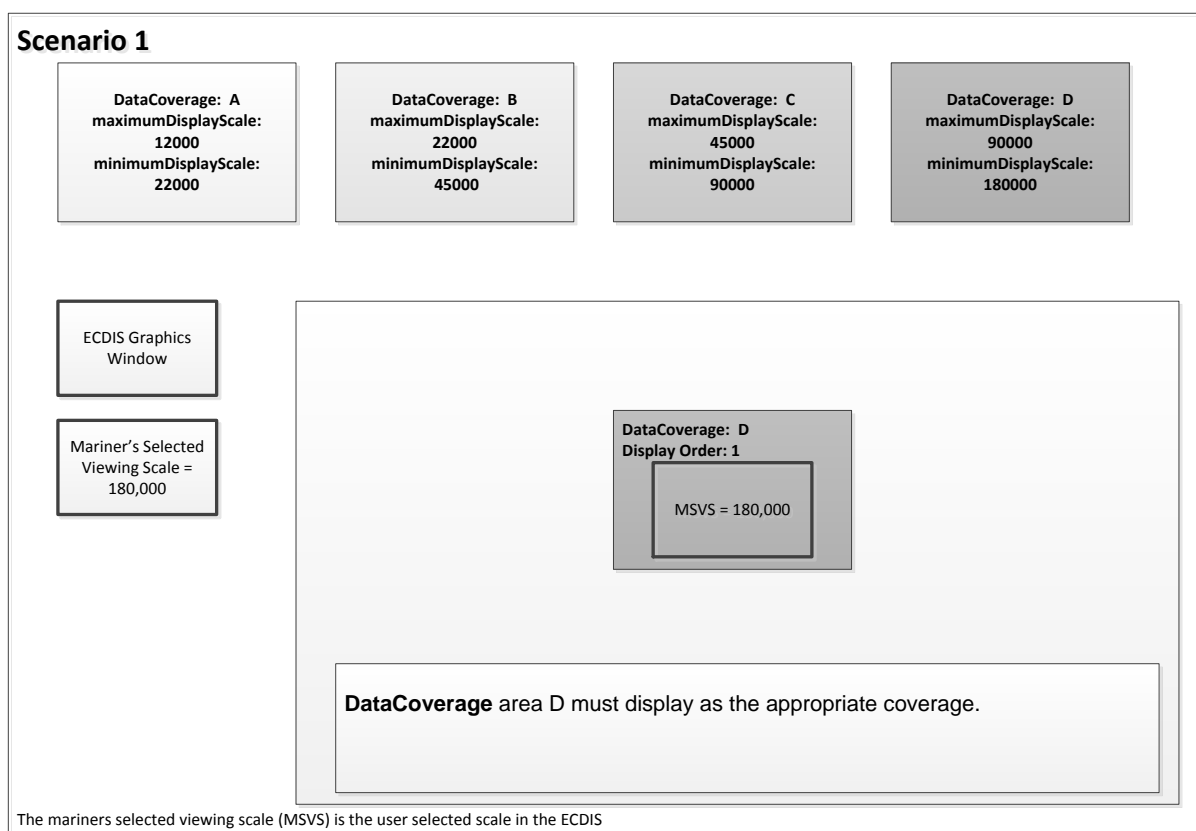 Scenario 1
DataCoverage: A
maximumDisplayScale:
12000
minimumDisplayScale:
22000
DataCoverage: B
maximumDisplayScale:
22000
minimumDisplayScale:
45000
DataCoverage: C
maximumDisplayScale:
45000
minimumDisplayScale:
90000
DataCoverage: D
maximumDisplayScale:
90000
minimumDisplayScale:
180000
ECDIS Graphics
Window
Mariner’s Selected
Viewing Scale =
180,000
DataCoverage: D
Display Order: 1
MSVS = 180,000
DataCoverage area D must display as the appropriate coverage.
The mariners selected viewing scale (MSVS) is the user selected scale in the ECDIS